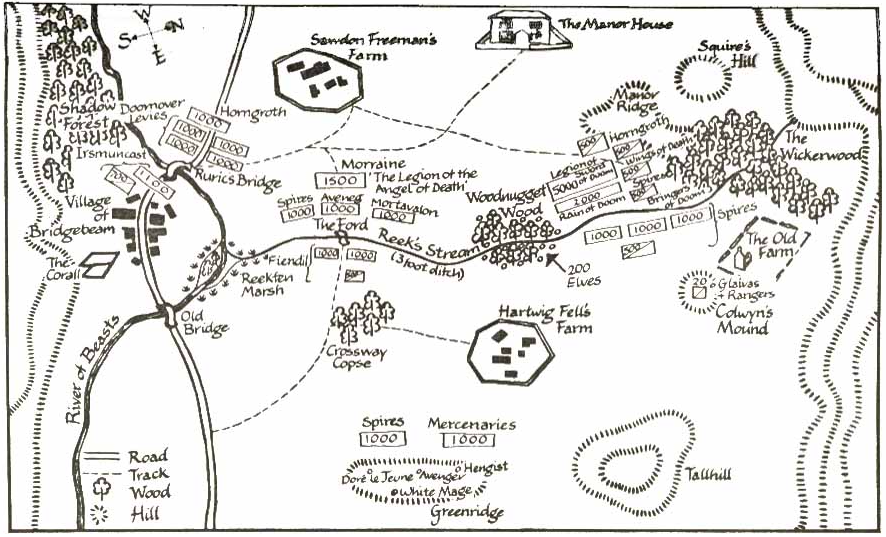 W
S
N
E
Sawdon Freeman's
Farm
The Manor House
Squire's
Hill
Manor
Ridge
Shadow
Forest
Doomover
Levies
Horngroth
1000
1000
1000
1000
1000
Irsmuncast
700
1100
Rurics Bridge
Morraine
1500
'The Legion of the
Angel of Death'
Spires
1000
Avenger
1000
Mortavalon
1000
The Ford
Village
of
Bridgebeam
The
Corall
Fiendil
1000
1000
500
Reekfen
Marsh
Old
Bridge
River of Beasts
Reek's Stream
(3 foot ditch)
Woodnugget
Wood
200
Elves
500
Horngroth
Legion of
Sword
of Doom
5000
2000
Rain of Doom
500
Wings of Death
500
Spires
500
Bringers
of Doom
The
Wickerwood
1000
1000
1000
Spires
500
The Old
Farm
20
Glaivas
+ Rangers
Colwyn's
Mound
Crossway
Copse
Hartwig Fell's
Farm
Spires
1000
Mercenaries
1000
Hengist
Doré le Jeune
Avenger
White Mage
Greenridge
Tallhill
Road
Track
Wood
Hill